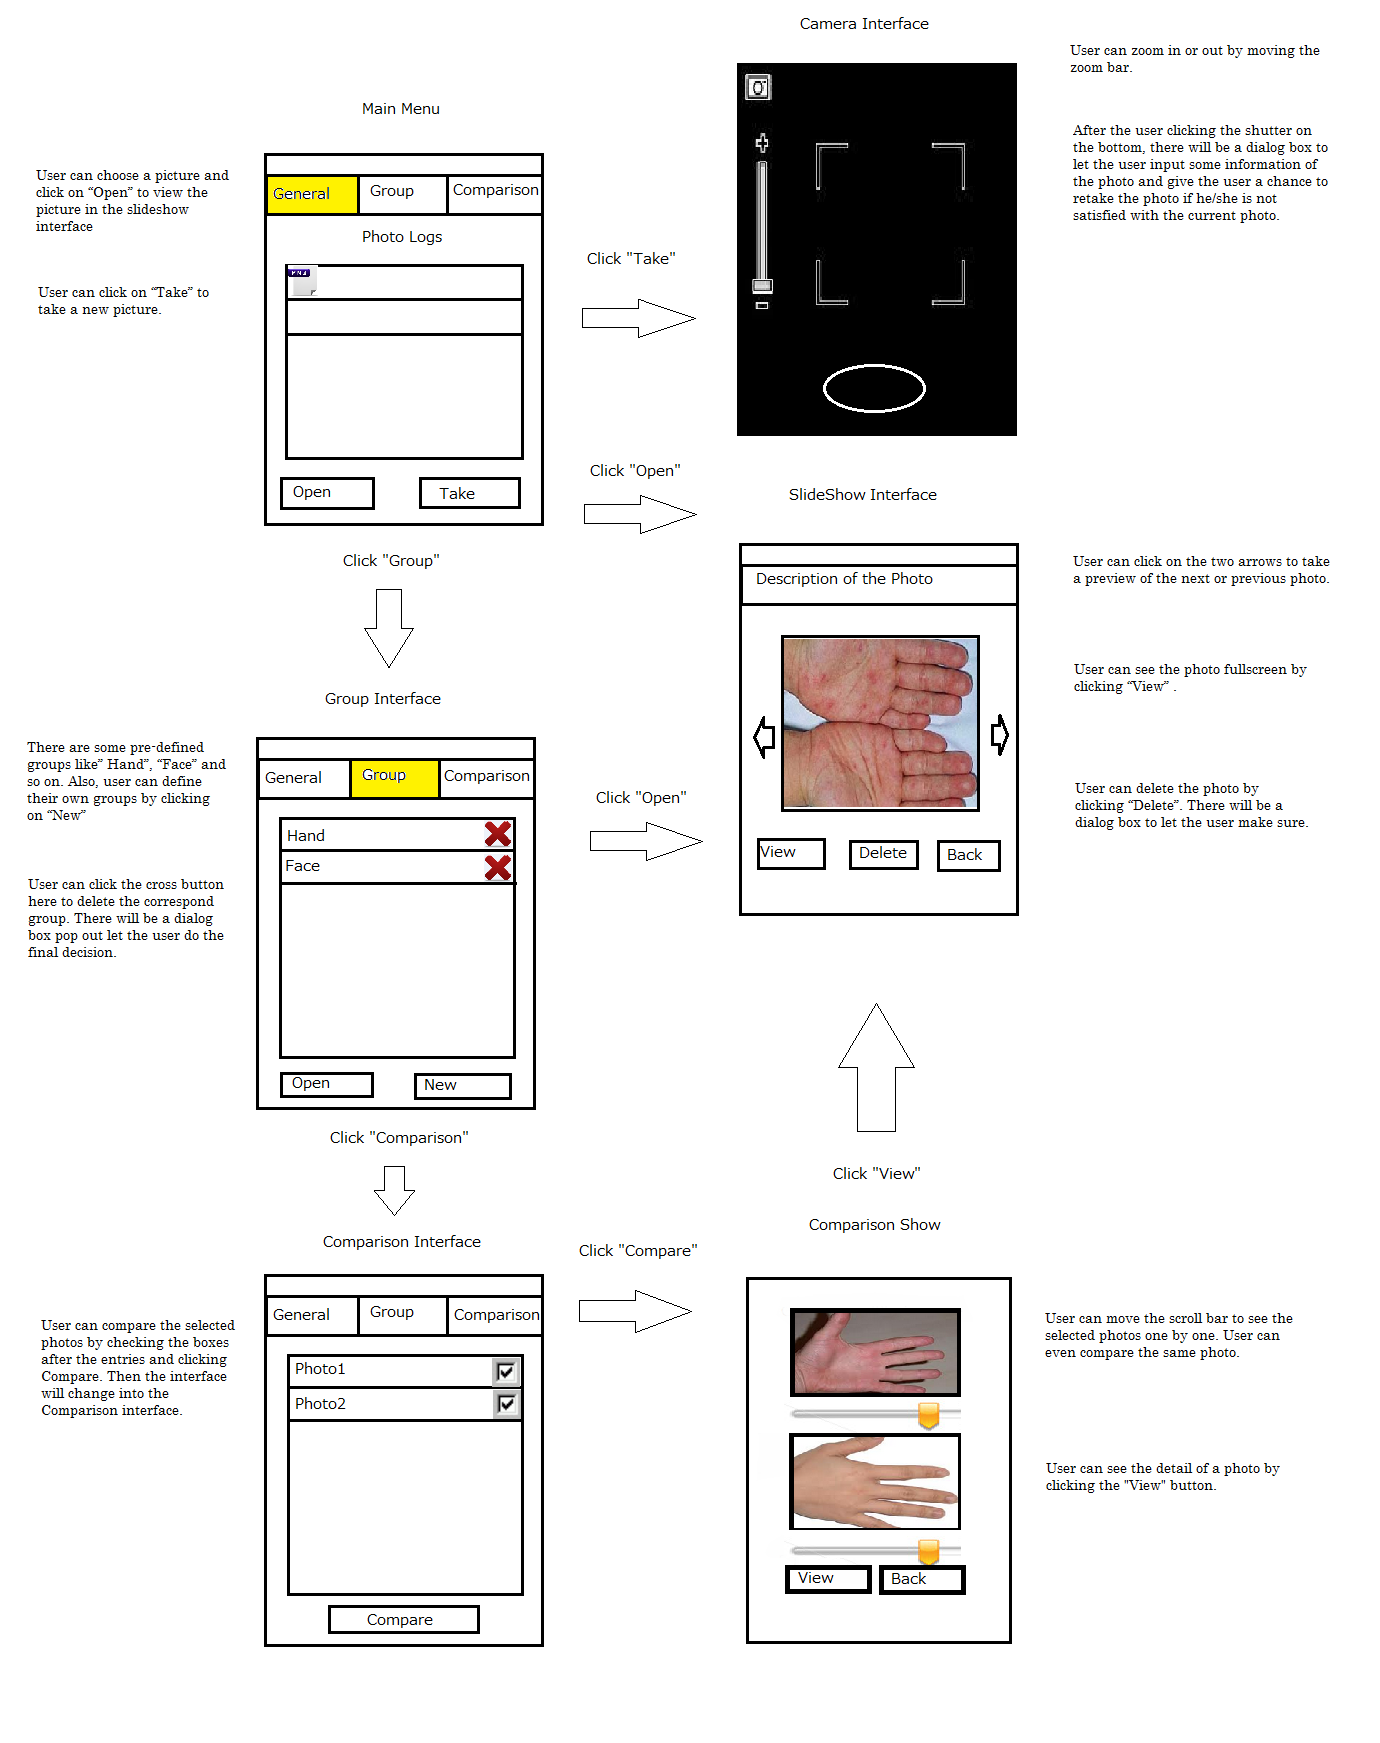 Camera Interface
User can zoom in or out by moving the
zoom bar.
After the user clicking the shutter on
the bottom, there will be a dialog box to
let the user input some information of
the photo and give the user a chance to
retake the photo if he/she is not
satisfied with the current photo.
Main Menu
User can choose a picture and
click on “Open” to view the
picture in the slideshow
interface
User can click on “Take” to
take a new picture.
General
Group
Comparison
Photo Logs
Open
Take
Click "Take"
Click "Open"
SlideShow Interface
Description of the Photo
View
Delete
Back
User can click on the two arrows to take
a preview of the next or previous photo.
User can see the photo fullscreen by
clicking “View” .
User can delete the photo by
clicking “Delete”. There will be a
dialog box to let the user make sure.
Click "Group"
Group Interface
There are some pre-defined
groups like” Hand”, “Face” and
so on. Also, user can define
their own groups by clicking
on “New”
User can click the cross button
here to delete the correspond
group. There will be a dialog
box pop out let the user do the
final decision.
General
Group
Comparison
Hand
Face
Open
New
Click "Open"
Click "Comparison"
Comparison Interface
User can compare the selected
photos by checking the boxes
after the entries and clicking
Compare. Then the interface
will change into the
Comparison interface.
General
Group
Comparison
Photo1
Photo2
Compare
Click "Compare"
Click "View"
Comparison Show
View
Back
User can move the scroll bar to see the
selected photos one by one. User can
even compare the same photo.
User can see the detail of a photo by
clicking the "View" button.